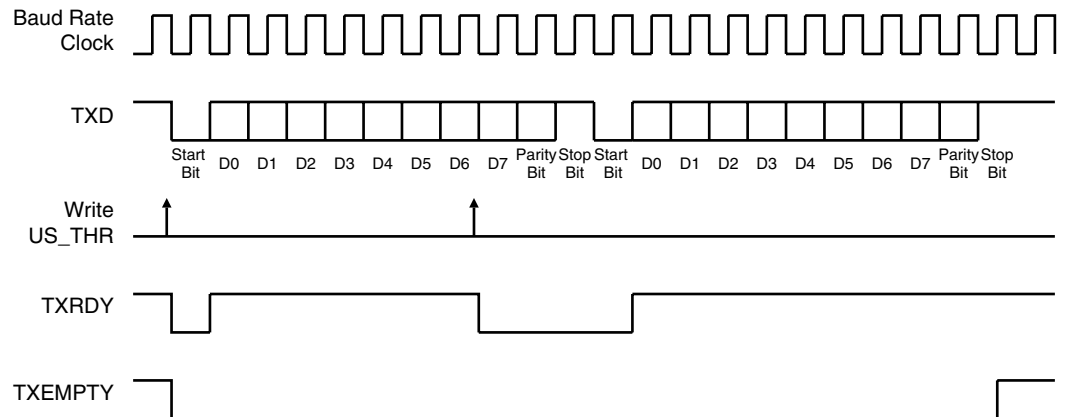 Baud Rate
Clock
TXD
Start
Bit D0 D1 D2 D3 D4 D5 D6 D7 Parity
Bit Stop
Bit Start
Bit D0 D1 D2 D3 D4 D5 D6 D7 Parity
Bit Stop
Bit
Write
US_THR
TXRDY
TXEMPTY